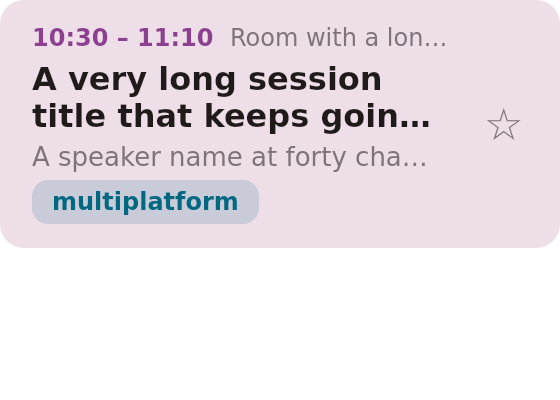 10:30 – 11:10 Room with a lon…
A very long session
title that keeps goin…
A speaker name at forty cha…
multiplatform